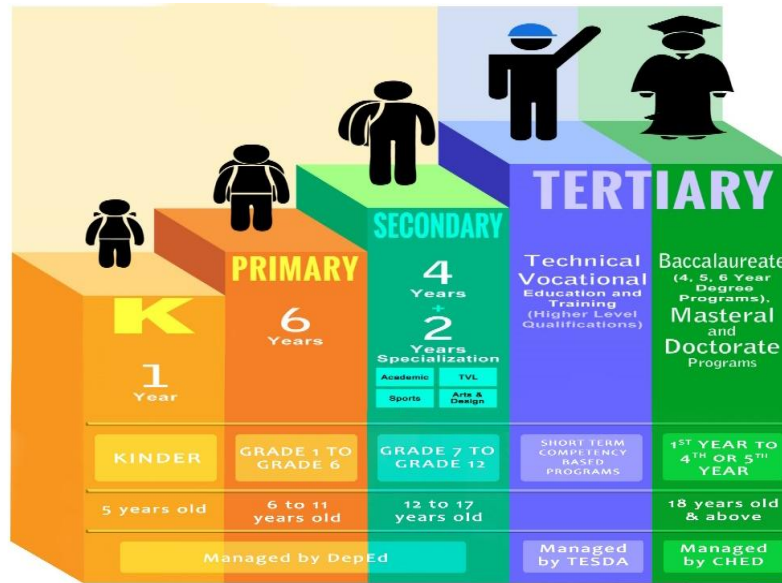 K
1
Year
PRIMARY
6
Years
SECONDARY
4
Years
+
2
Years
Specialization
Academic
TVL
Sports
Arts &
Design
TERTIARY
Technical
Vocational
Education and
Training
(Higher Level
Qualifications)
Baccalaureate
(4, 5, 6 Year
Degree
Programs),
Masteral
and
Doctorate
Programs
KINDER
GRADE 1 TO
GRADE 6
GRADE 7 TO
GRADE 12
SHORT TERM
COMPETENCY
BASED
PROGRAMS
1ST YEAR TO
4TH OR 5TH
YEAR
5 years old
6 to 11
years old
12 to 17
years old
18 years old
& above
Managed by DepEd
Managed
by TESDA
Managed
by CHED